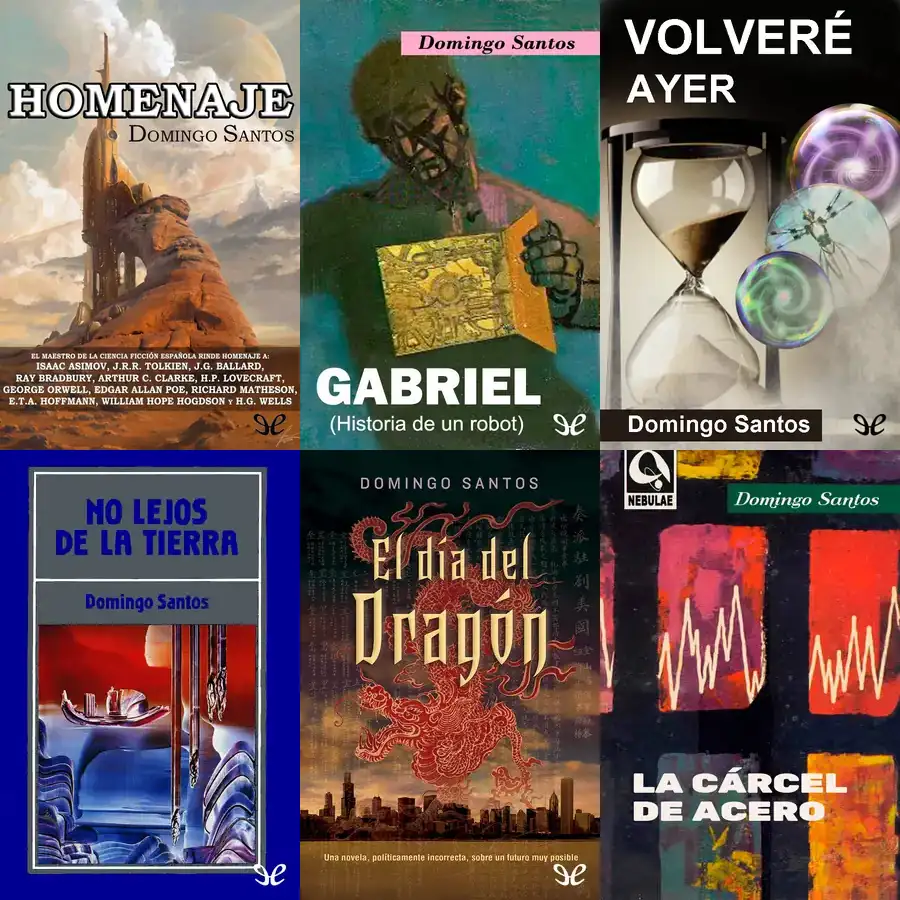 HOMENAJE
DOMINGO SANTOS
EL MAESTRO DE LA CIENCIA FICCIÓN ESPAÑOLA RINDE HOMENAJE A:
ISAAC ASIMOV, J.R.R. TOLKIEN, J.G. BALLARD,
RAY BRADBURY, ARTHUR C. CLARKE, H.P. LOVECRAFT,
GEORGE ORWELL, EDGAR ALLAN POE, RICHARD MATHESON,
E.T.A. HOFFMANN, WILLIAM HOPE HOGDSON Y H.G. WELLS
Domingo Santos
GABRIEL
(Historia de un robot)
VOLVERÉ
AYER
Domingo Santos
NO LEJOS
DE LA TIERRA
Domingo Santos
DOMINGO SANTOS
El día del
Dragón
Una novela, políticamente incorrecta, sobre un futuro muy posible
NEBULAE
Domingo Santos
LA CÁRCEL
DE ACERO